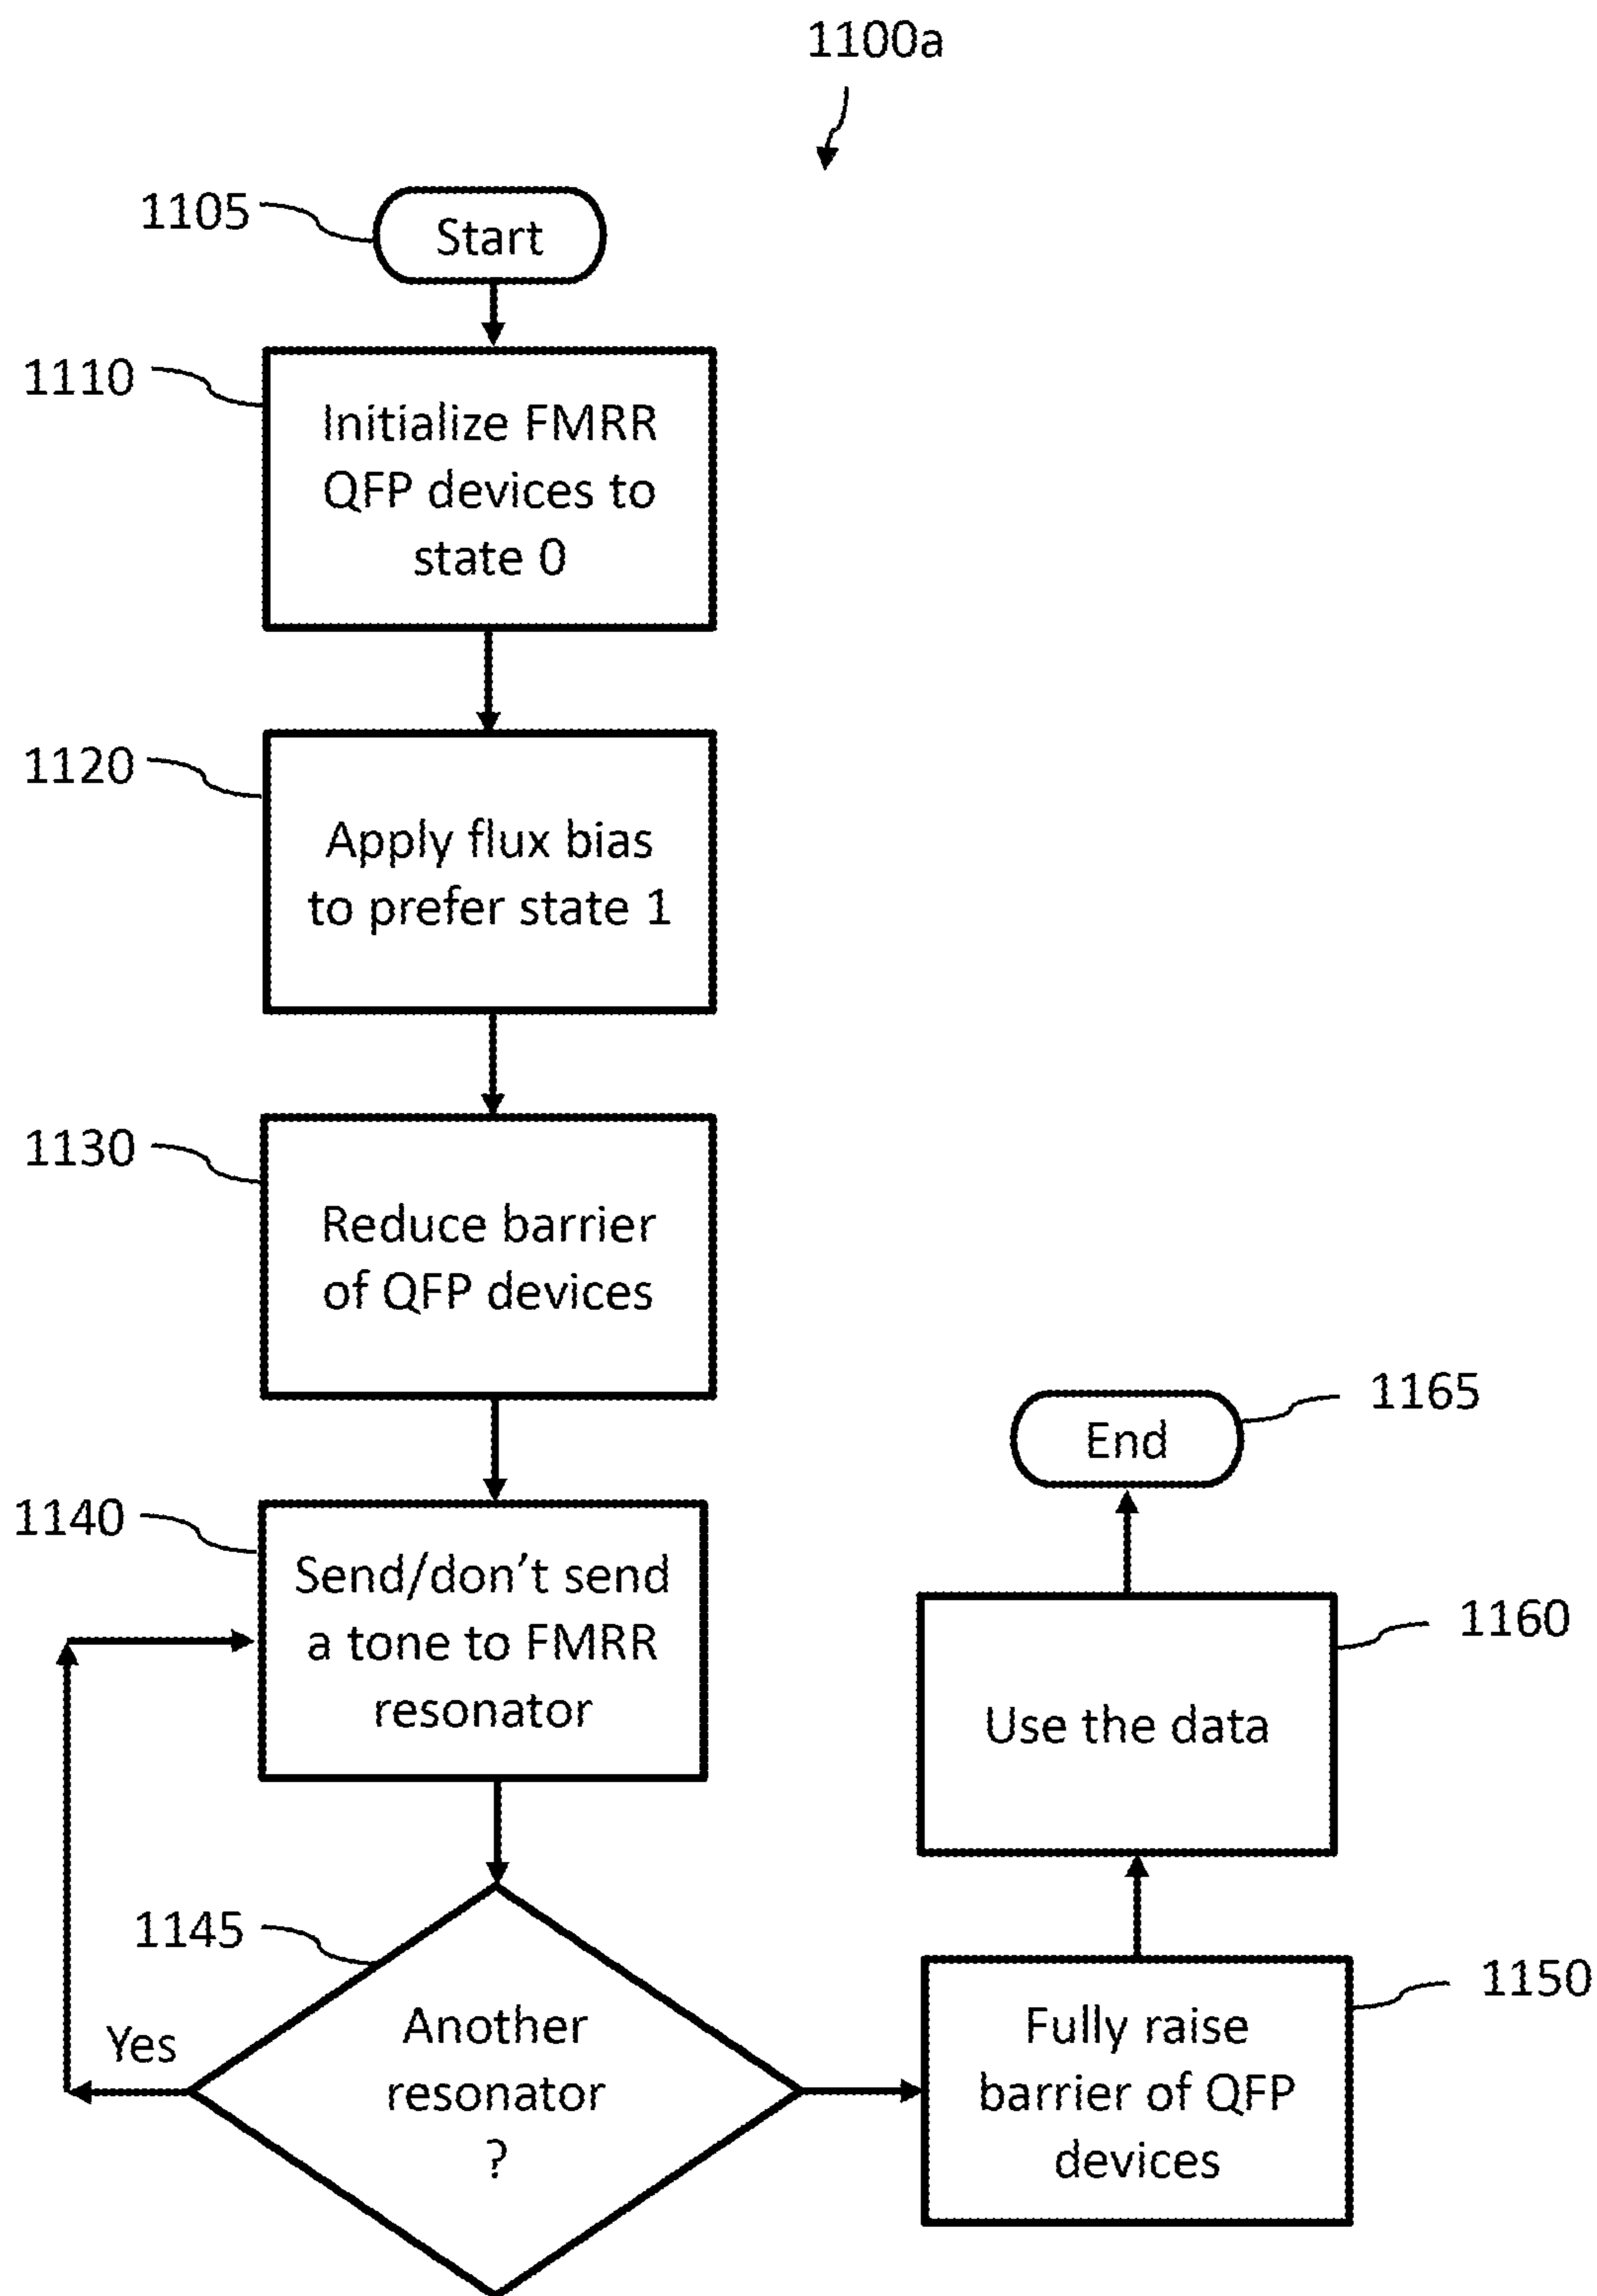 1100a
1105
Start
1110
Initialize FMRR
QFP devices to
state 0
1120
Apply flux bias
to prefer state 1
1130
Reduce barrier
of QFP devices
1140
Send/don’t send
a tone to FMRR
resonator
1145
Another
resonator
?
Yes
1150
Fully raise
barrier of QFP
devices
1160
Use the data
1165
End